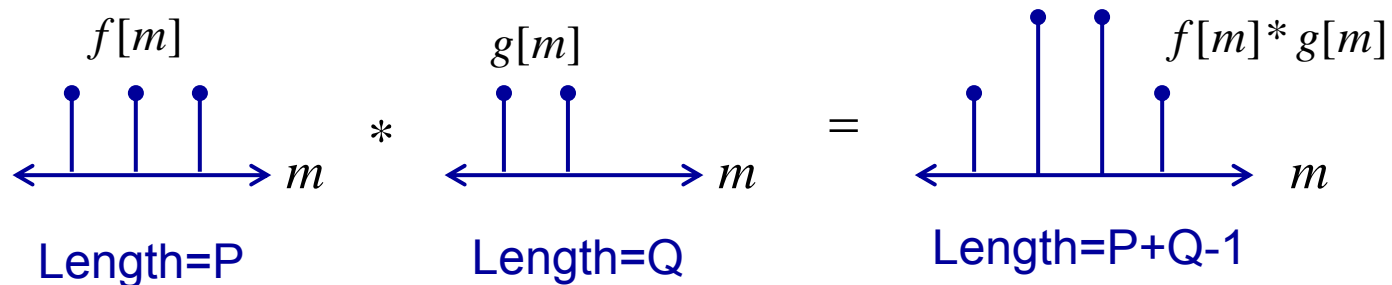 f[m]
g[m]
f[m]* g[m]
m
*
m
=
m
Length=P
Length=Q
Length=P+Q-1